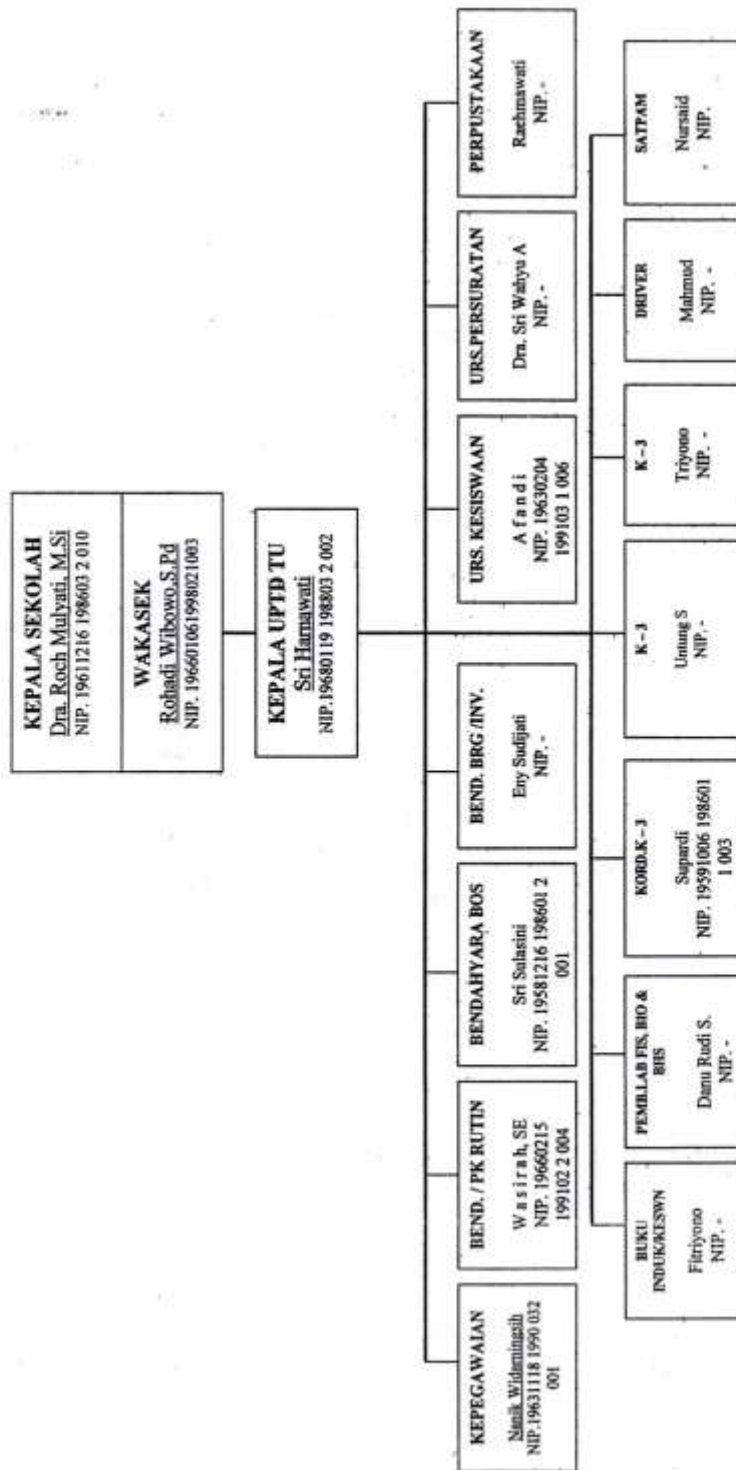 KEPALA SEKOLAH
Dra. Roch Mulyati, M.Si
NIP. 19611216 198603 2 010
WAKASEK
Rohadi Wibowo,S.Pd
NIP. 196601061998021003
KEPALA UPTD TU
Sri Harnawati
NIP.19680119 198803 2 002
KEPEGAWAIAN
Nanik Widarningsih
NIP.19631118 1990 032
001
BEND. / PK RUTIN
W a s i r a h, SE
NIP. 19660215
199102 2 004
BENDAHYARA BOS
Sri Sulasini
NIP. 19581216 198601 2
001
BEND. BRG /INV.
Eny Sudijati
NIP. -
URS. KESISWAAN
A f a n d i
NIP. 19630204
199103 1 006
URS.PERSURATAN
Dra. Sri Wahyu A
NIP. -
PERPUSTAKAAN
Rachmawati
NIP. -
BUKU
INDUK/KESWN
Fitriyono
NIP. -
PEMB.LAB FIS, BIO &
BHS
Danu Rudi S.
NIP. -
KORD.K – 3
Supardi
NIP. 19591006 198601
1 003
K – 3
Untung S
NIP. -
K – 3
Triyono
NIP. -
DRIVER
Mahmud
NIP. -
SATPAM
Nursaid
NIP.